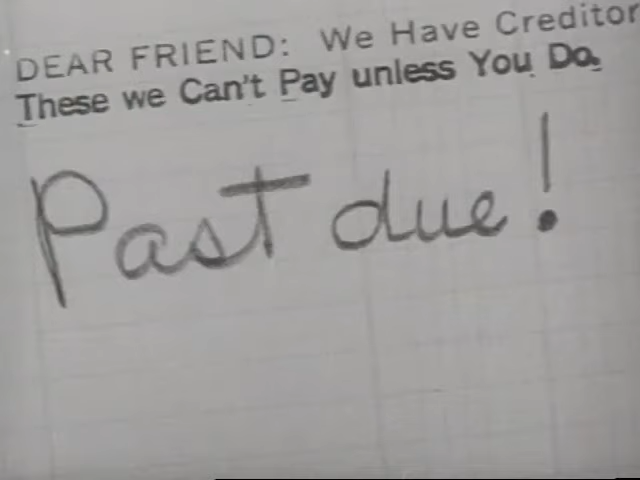 DEAR FRIEND: We Have Creditor
These we Can't Pay unless You Do.
Past due!